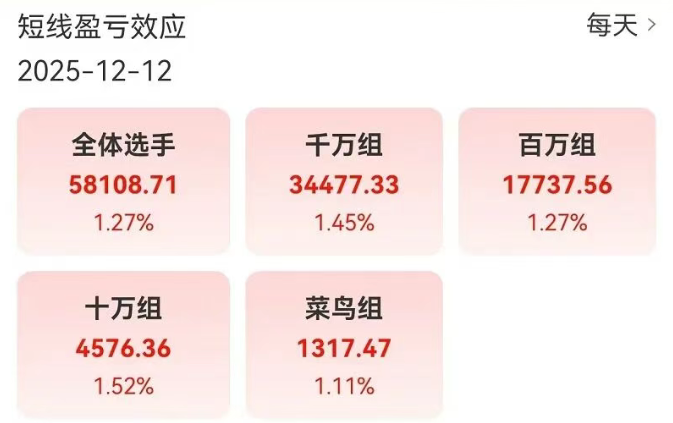 短线盈亏效应
每天 >
2025-12-12
全体选手
58108.71
1.27%
千万组
34477.33
1.45%
百万组
17737.56
1.27%
十万组
4576.36
1.52%
菜鸟组
1317.47
1.11%